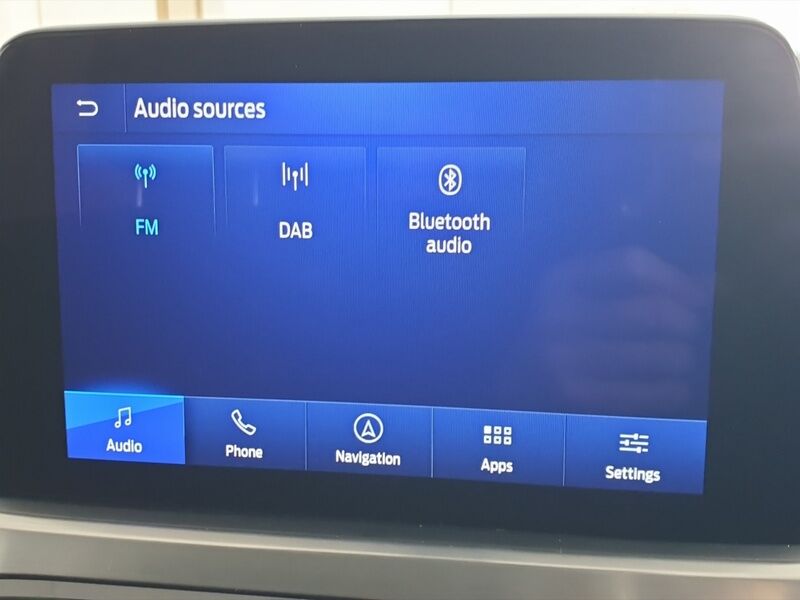 Audio sources
FM
DAB
Bluetooth
audio
Audio
Phone
Navigation
Apps
Settings